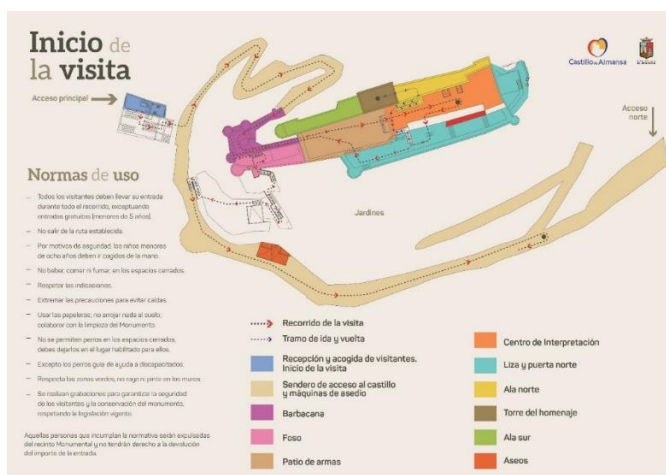 Inicio de
la visita
Acceso principal
Castillo de Almansa
Acceso
norte
Jardines
Normas de uso
— Todos los visitantes deben llevar su entrada
durante todo el recorrido, exceptuando
entradas gratuitas (menores de 5 años).
— No salir de la ruta establecida.
— Por motivos de seguridad, los niños menores
de ocho años deben ir cogidos de la mano.
— No beber, comer ni fumar, en los espacios cerrados.
— Respetar las indicaciones.
— Extremar las precauciones para evitar caídas.
— Usar las papeleras; no arrojar nada al suelo;
colaborar con la limpieza del Monumento.
— No se permiten perros en los espacios cerrados,
debes dejarlos en el lugar habilitado para ellos.
— Excepto los perros guía de ayuda a discapacitados.
— Respeta las zonas verdes, no raye ni pinte en los muros.
— Se realizan grabaciones para garantizar la seguridad
de los visitantes y la conservación del monumento,
respetando la legislación vigente.
Aquellas personas que incumplan la normativa serán expulsadas
del recinto Monumental y no tendrán derecho a la devolución
del importe de la entrada.
Recorrido de la visita
Tramo de ida y vuelta
Recepción y acogida de visitantes.
Inicio de la visita
Sendero de acceso al castillo
y máquinas de asedio
Barbacana
Foso
Patio de armas
Centro de Interpretación
Liza y puerta norte
Ala norte
Torre del homenaje
Ala sur
Aseos